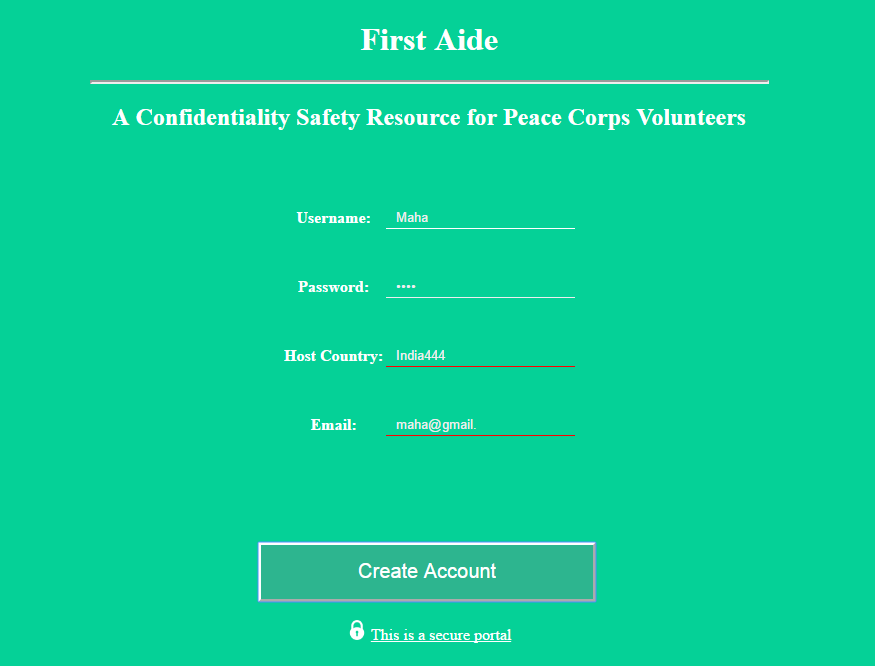 First Aide
A Confidentiality Safety Resource for Peace Corps Volunteers
Username: Maha
Password: ••••
Host Country: India444
Email: maha@gmail.
Create Account
This is a secure portal